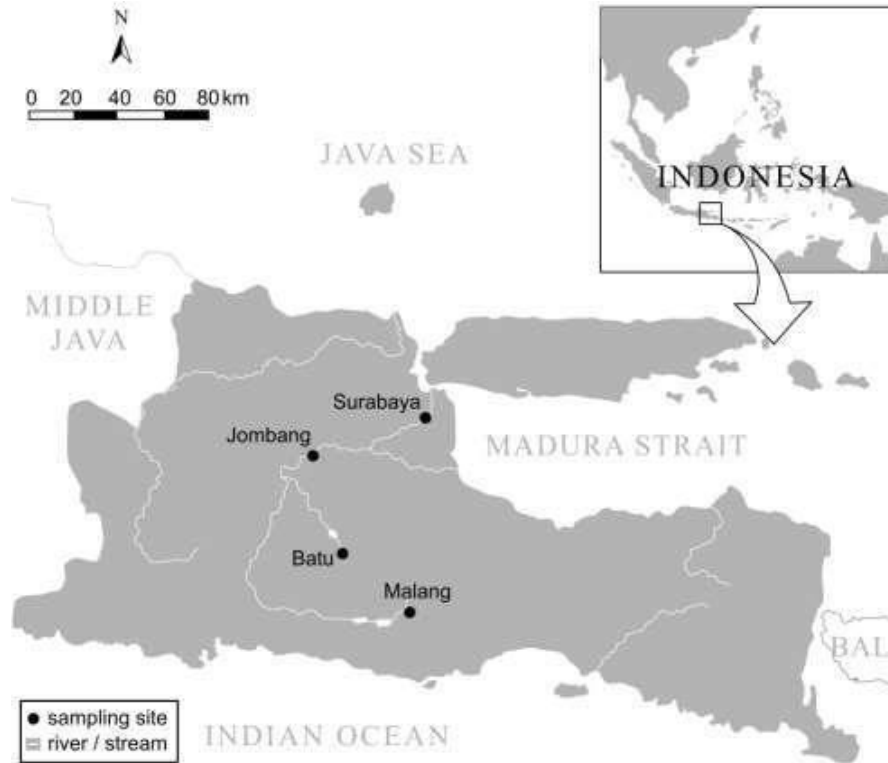 N
0 20 40 60 80 km
JAVA SEA
INDONESIA
MIDDLE
JAVA
Surabaya
Jombang
MADURA STRAIT
Batu
Malang
BAL
sampling site
river / stream
INDIAN OCEAN